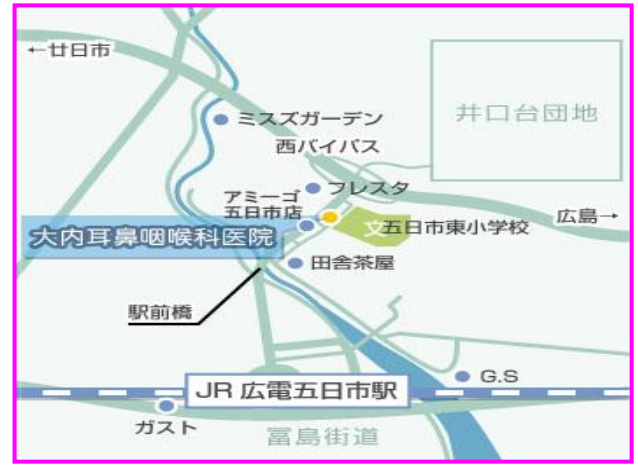 ←廿日市
ミスズガーデン
井口台団地
西バイパス
アミーゴ
五日市店
フレスタ
広島→
文
五日市東小学校
大内耳鼻咽喉科医院
田舎茶屋
駅前橋
G.S
JR 広電五日市駅
ガスト
冨島街道